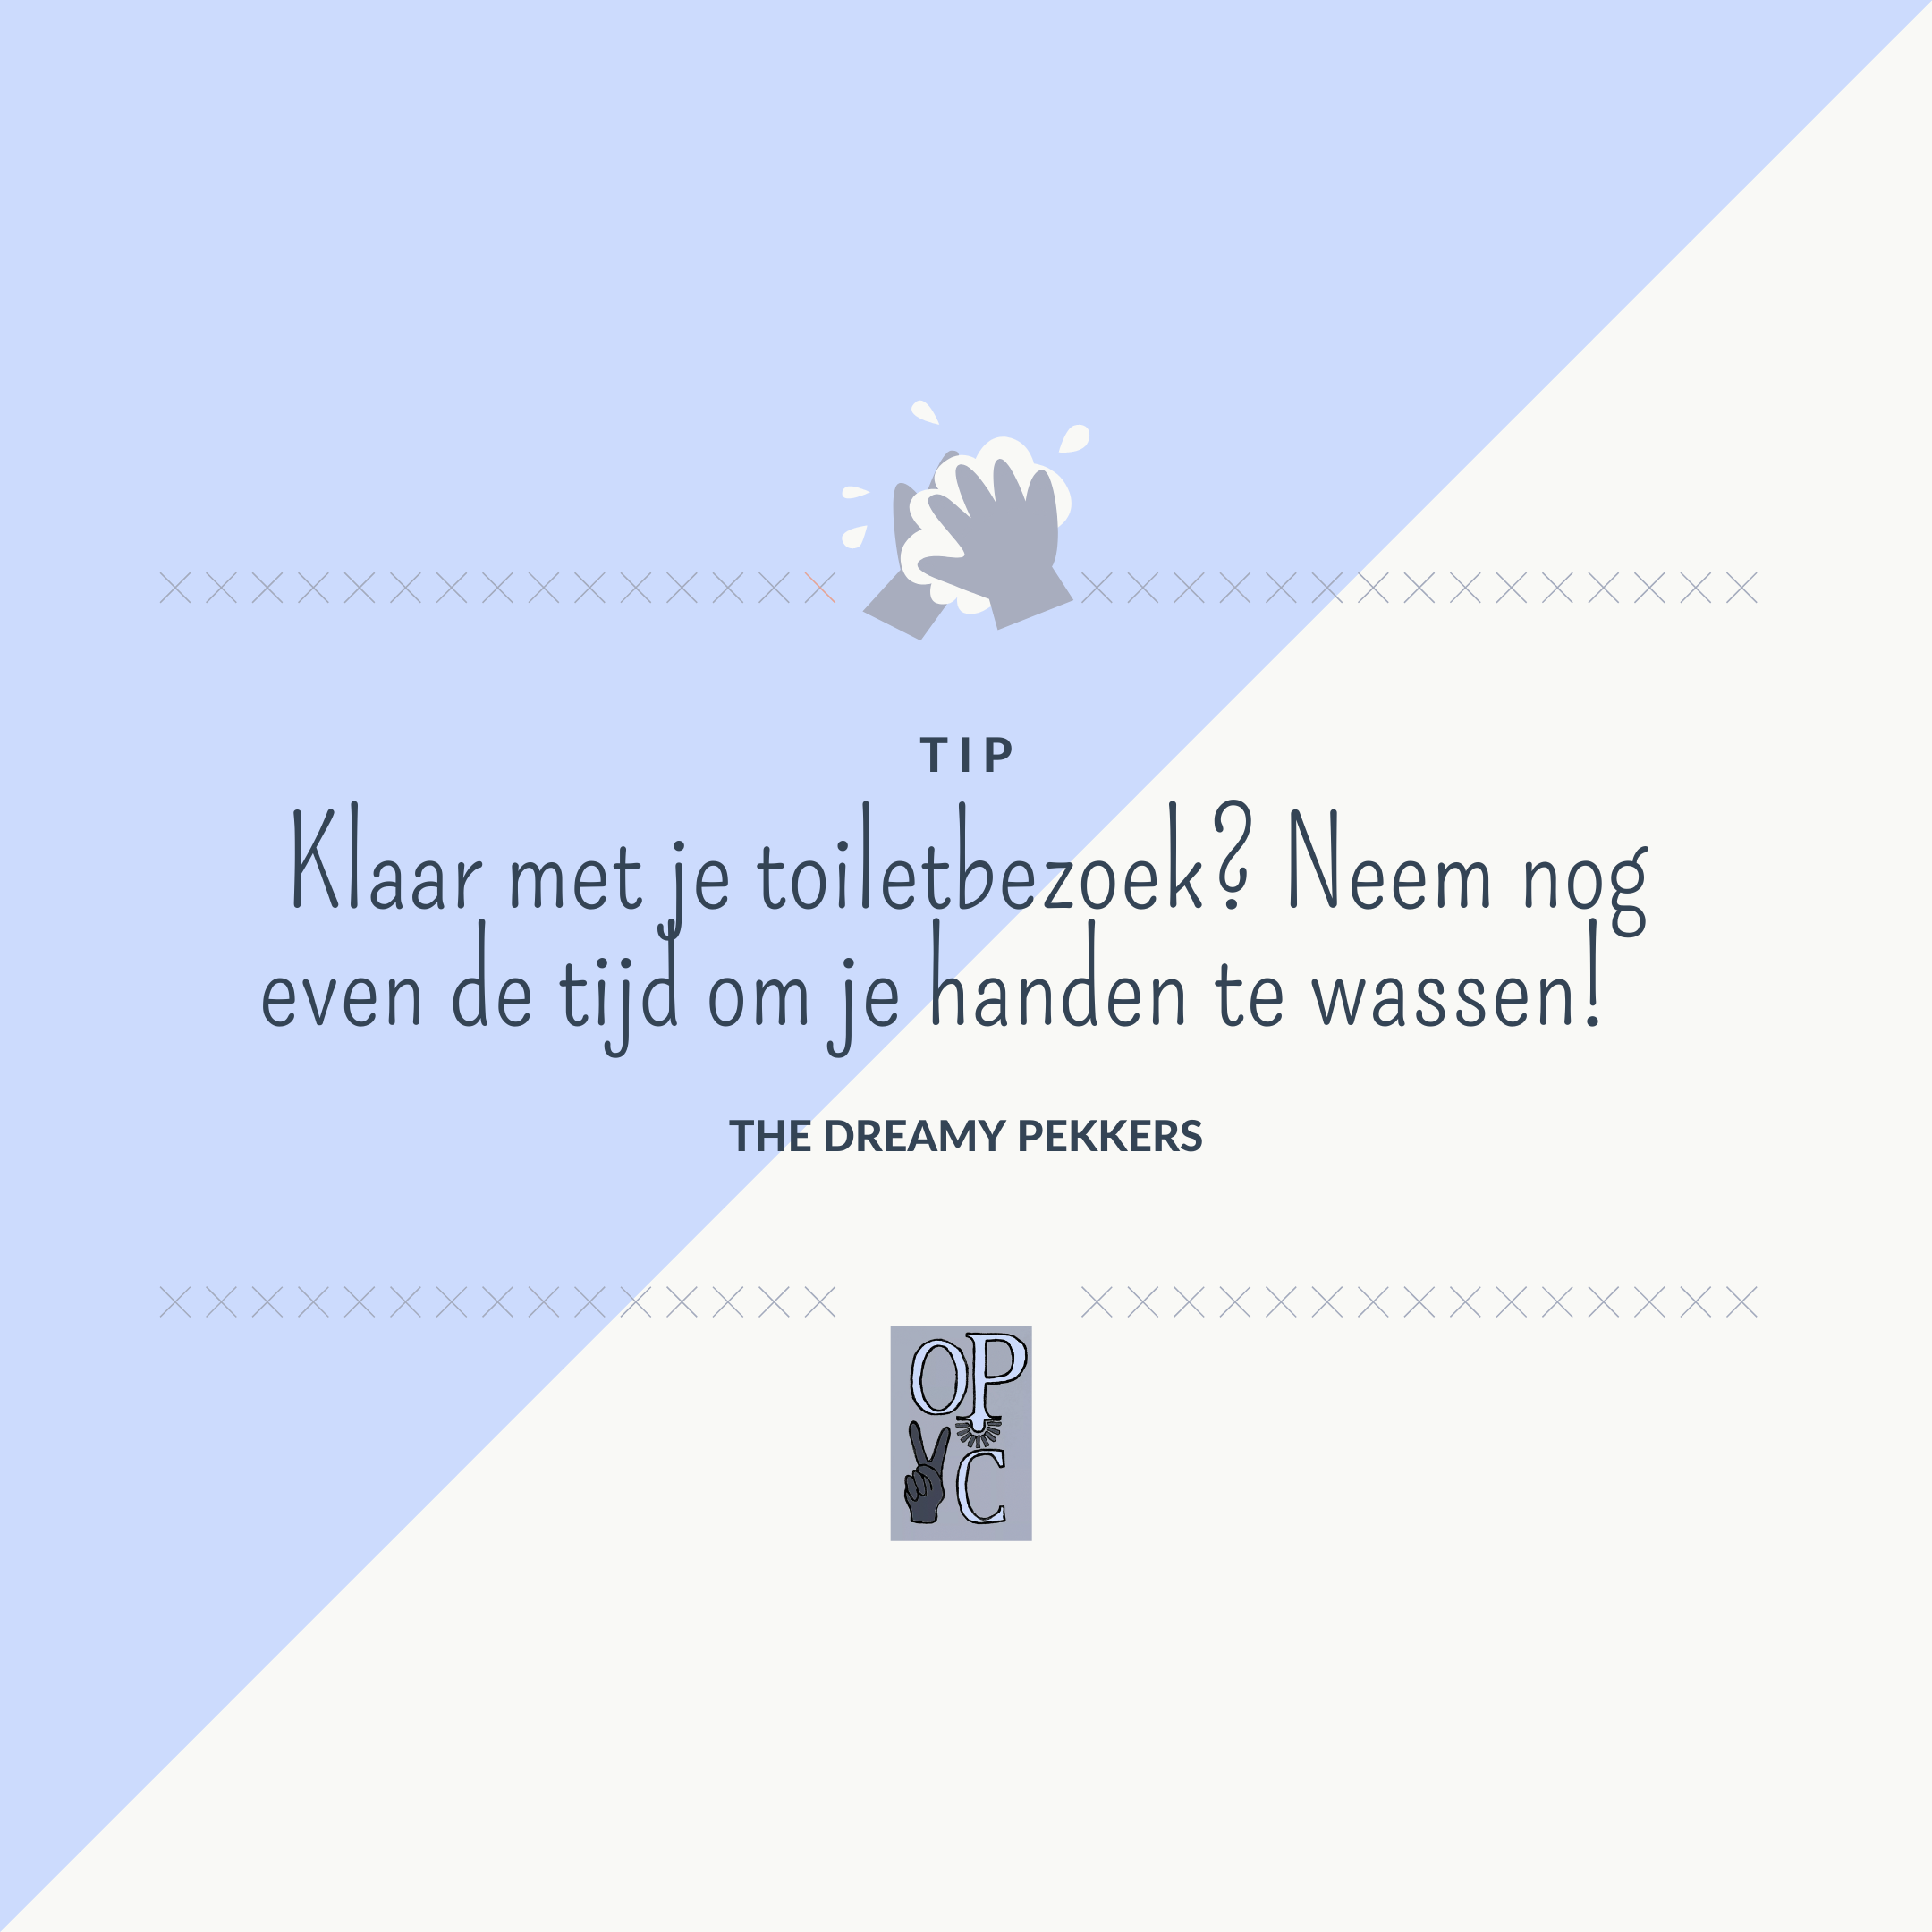 TIP
Klaar met je toiletbezoek? Neem nog
even de tijd om je handen te wassen!
THE DREAMY PEKKERS
OP
VC